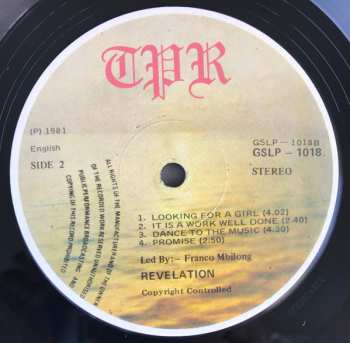 TPR
(P) 1981
English
SIDE 2
GSLP — 1018B
GSLP — 1018
STEREO
ALL RIGHTS OF THE MANUFACTURER AND OF THE OWNER
OF THE RECORDED WORK RESERVED UNAUTHORISED
PUBLIC PERFORMANCE BROADCASTING AND
COPYING OF THIS RECORD PROHIBITED
1. LOOKING FOR A GIRL (4.02)
2. IT IS A WORK WELL DONE (2.40)
3. DANCE TO THE MUSIC (4.30)
4. PROMISE (2:50)
Led By:— Franco Mbilong
REVELATION
Copyright Controlled